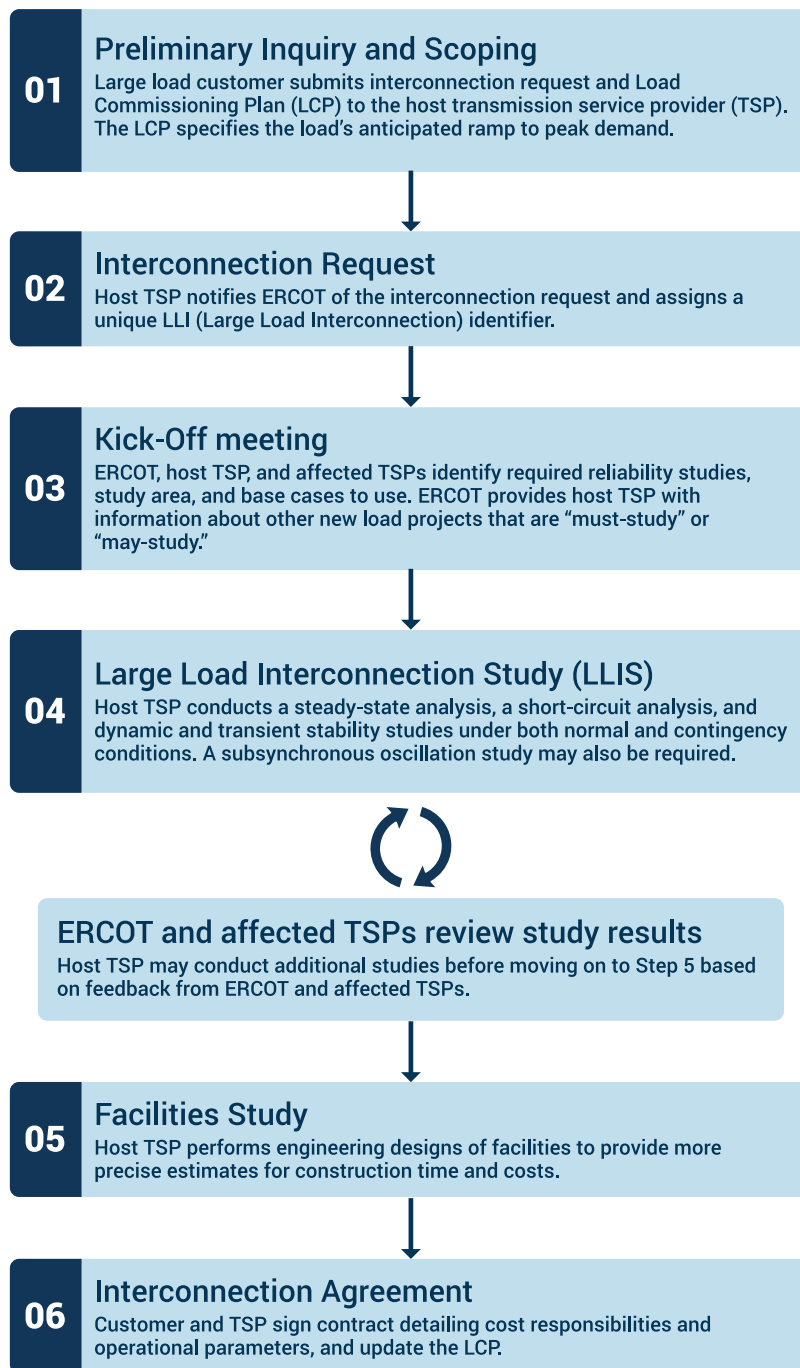 01
Preliminary Inquiry and Scoping
Large load customer submits interconnection request and Load
Commissioning Plan (LCP) to the host transmission service provider (TSP).
The LCP specifies the load’s anticipated ramp to peak demand.
02
Interconnection Request
Host TSP notifies ERCOT of the interconnection request and assigns a
unique LLI (Large Load Interconnection) identifier.
03
Kick-Off meeting
ERCOT, host TSP, and affected TSPs identify required reliability studies,
study area, and base cases to use. ERCOT provides host TSP with
information about other new load projects that are “must-study” or
“may-study.”
04
Large Load Interconnection Study (LLIS)
Host TSP conducts a steady-state analysis, a short-circuit analysis, and
dynamic and transient stability studies under both normal and contingency
conditions. A subsynchronous oscillation study may also be required.
ERCOT and affected TSPs review study results
Host TSP may conduct additional studies before moving on to Step 5 based
on feedback from ERCOT and affected TSPs.
05
Facilities Study
Host TSP performs engineering designs of facilities to provide more
precise estimates for construction time and costs.
06
Interconnection Agreement
Customer and TSP sign contract detailing cost responsibilities and
operational parameters, and update the LCP.